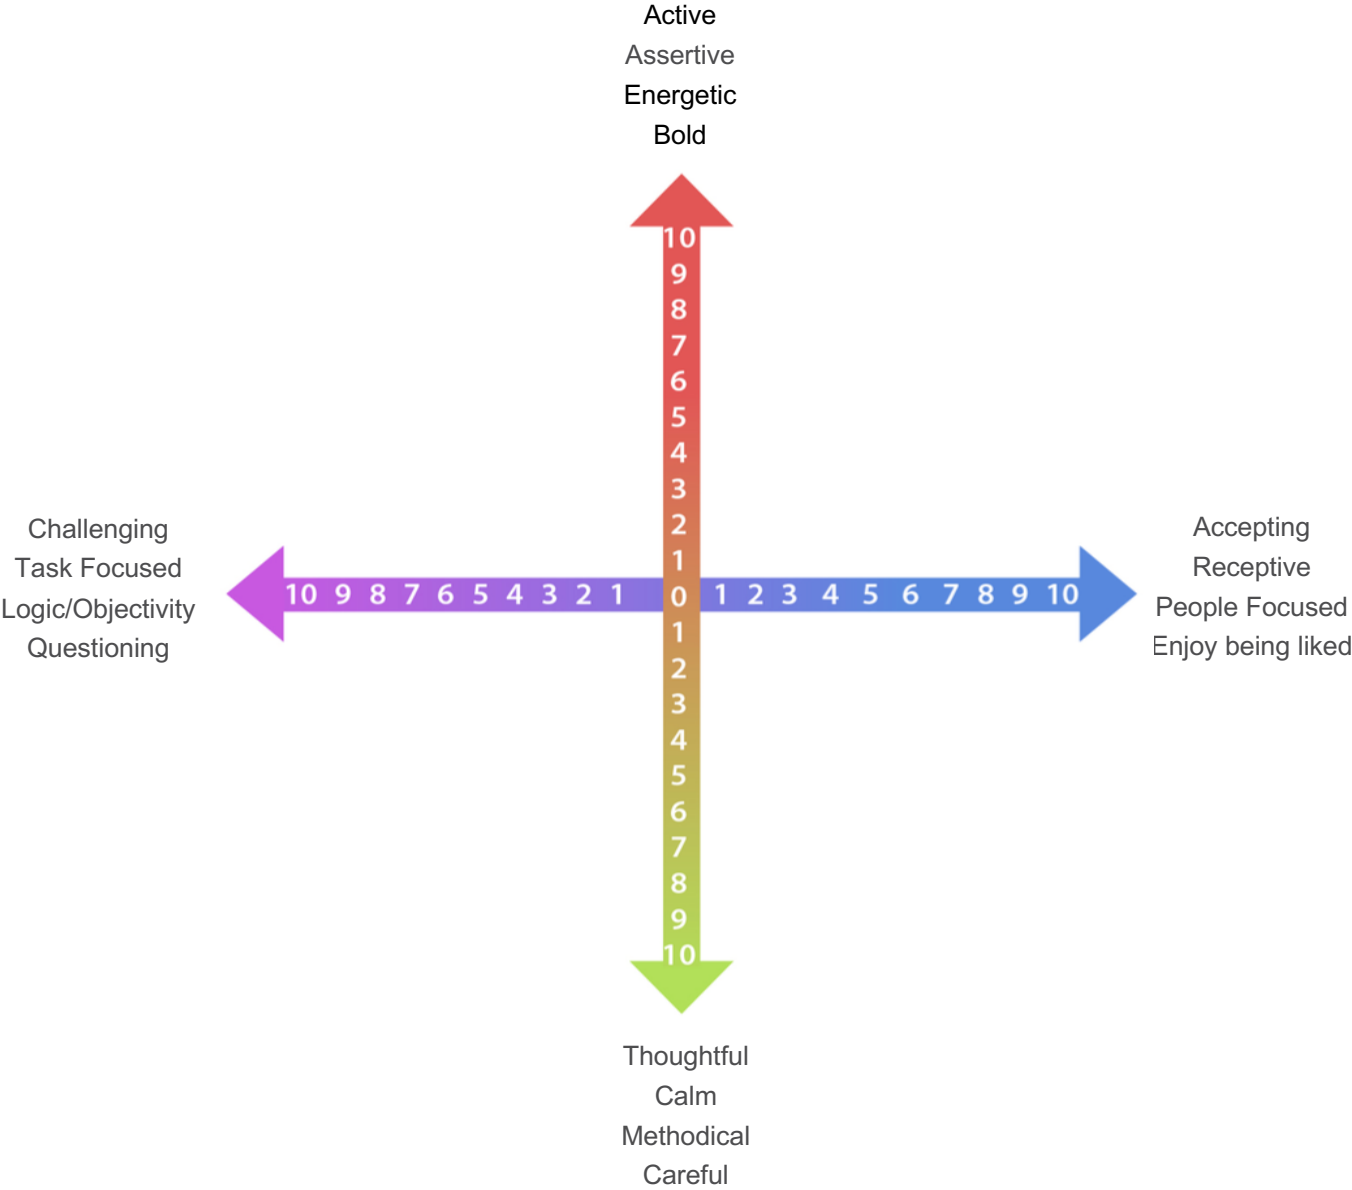 Active
Assertive
Energetic
Bold
10
9
8
7
6
5
4
3
2
1
Challenging
Task Focused
Logic/Objectivity
Questioning
10 9 8 7 6 5 4 3 2 1 0 1 2 3 4 5 6 7 8 9 10
Accepting
Receptive
People Focused
Enjoy being liked
1
2
3
4
5
6
7
8
9
10
Thoughtful
Calm
Methodical
Careful